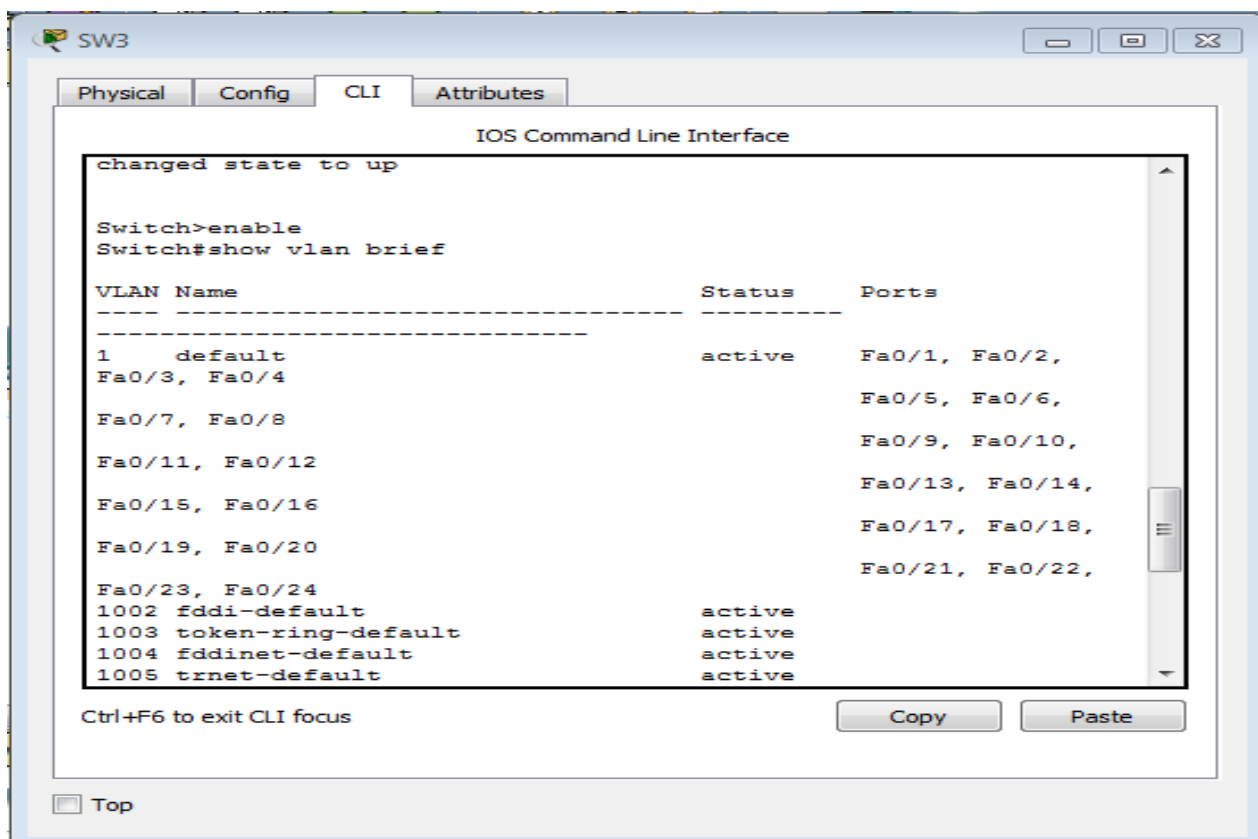 SW3
Physical Config CLI Attributes
IOS Command Line Interface
changed state to up
Switch>enable
Switch#show vlan brief
VLAN Name Status Ports
---- -------------------------------- ---------
-------------------------------
1 default active Fa0/1, Fa0/2,
Fa0/3, Fa0/4
Fa0/5, Fa0/6,
Fa0/7, Fa0/8
Fa0/9, Fa0/10,
Fa0/11, Fa0/12
Fa0/13, Fa0/14,
Fa0/15, Fa0/16
Fa0/17, Fa0/18,
Fa0/19, Fa0/20
Fa0/21, Fa0/22,
Fa0/23, Fa0/24
1002 fddi-default active
1003 token-ring-default active
1004 fddinet-default active
1005 trnet-default active
Ctrl+F6 to exit CLI focus
Copy Paste
Top